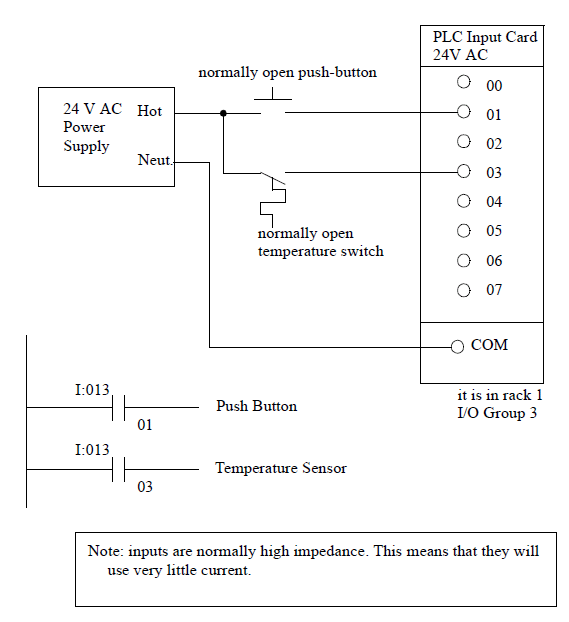 PLC Input Card
24V AC
normally open push-button
00
24 V AC Hot
Power
Supply
01
02
Neut.
03
04
normally open
temperature switch
05
06
07
COM
it is in rack 1
I/O Group 3
I:013
Push Button
01
I:013
Temperature Sensor
03
Note: inputs are normally high impedance. This means that they will
use very little current.